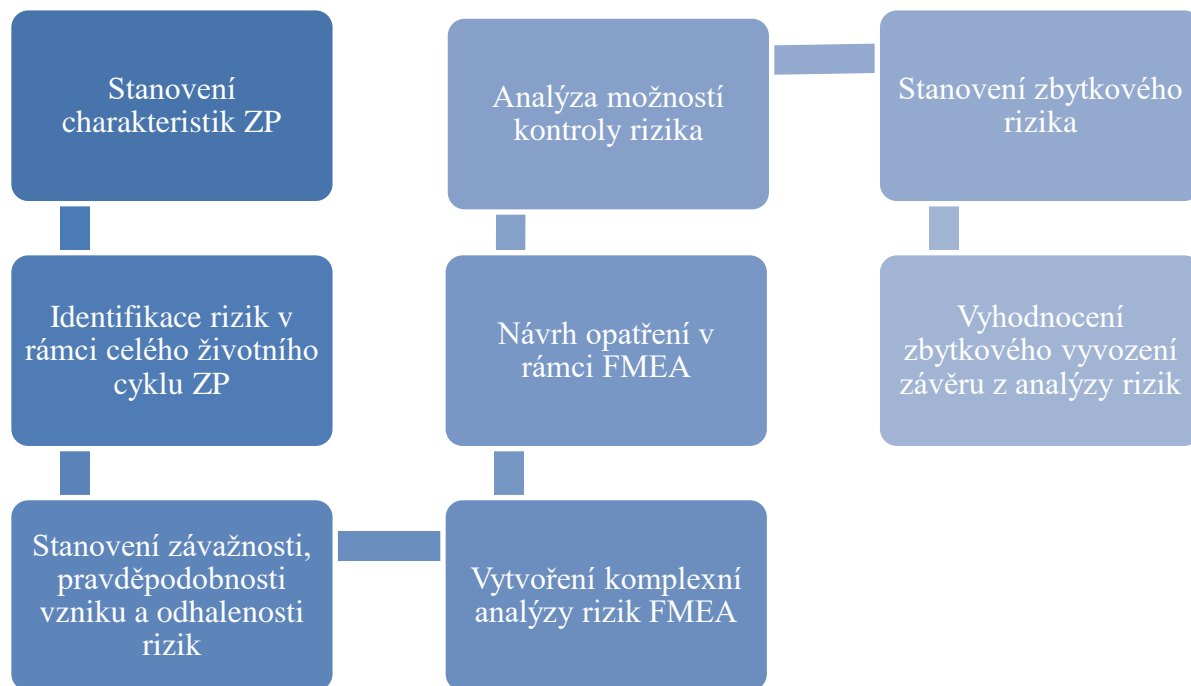 Stanovení
charakteristik ZP
Identifikace rizik v
rámci celého životního
cyklu ZP
Stanovení závažnosti,
pravděpodobnosti
vzniku a odhalenosti
rizik
Vytvoření komplexní
analýzy rizik FMEA
Návrh opatření v
rámci FMEA
Analýza možností
kontroly rizika
Stanovení zbytkového
rizika
Vyhodnocení
zbytkového vyvození
závěru z analýzy rizik